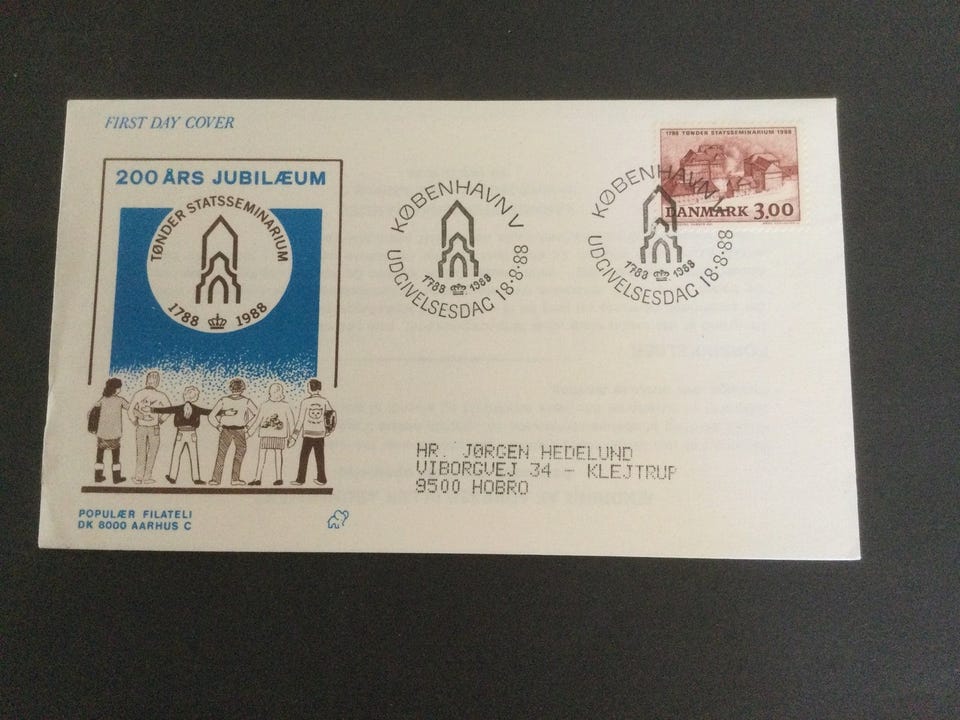 FIRST DAY COVER
200 ÅRS JUBILÆUM
TØNDER STATSSEMINARIUM
1788 1988
KØBENHAVN V
1788 1988
UDGIVELSESDAG 18-8-88
KØBENHAVN V
1788 1988
UDGIVELSESDAG 18-8-88
1788 TØNDER STATSSEMINARIUM 1988
DANMARK 3.00
HR. JØRGEN HEDELUND
VIBORGVEJ 34 - KLEJTRUP
9500 HOBRO
POPULÆR FILATELI
DK 8000 AARHUS C